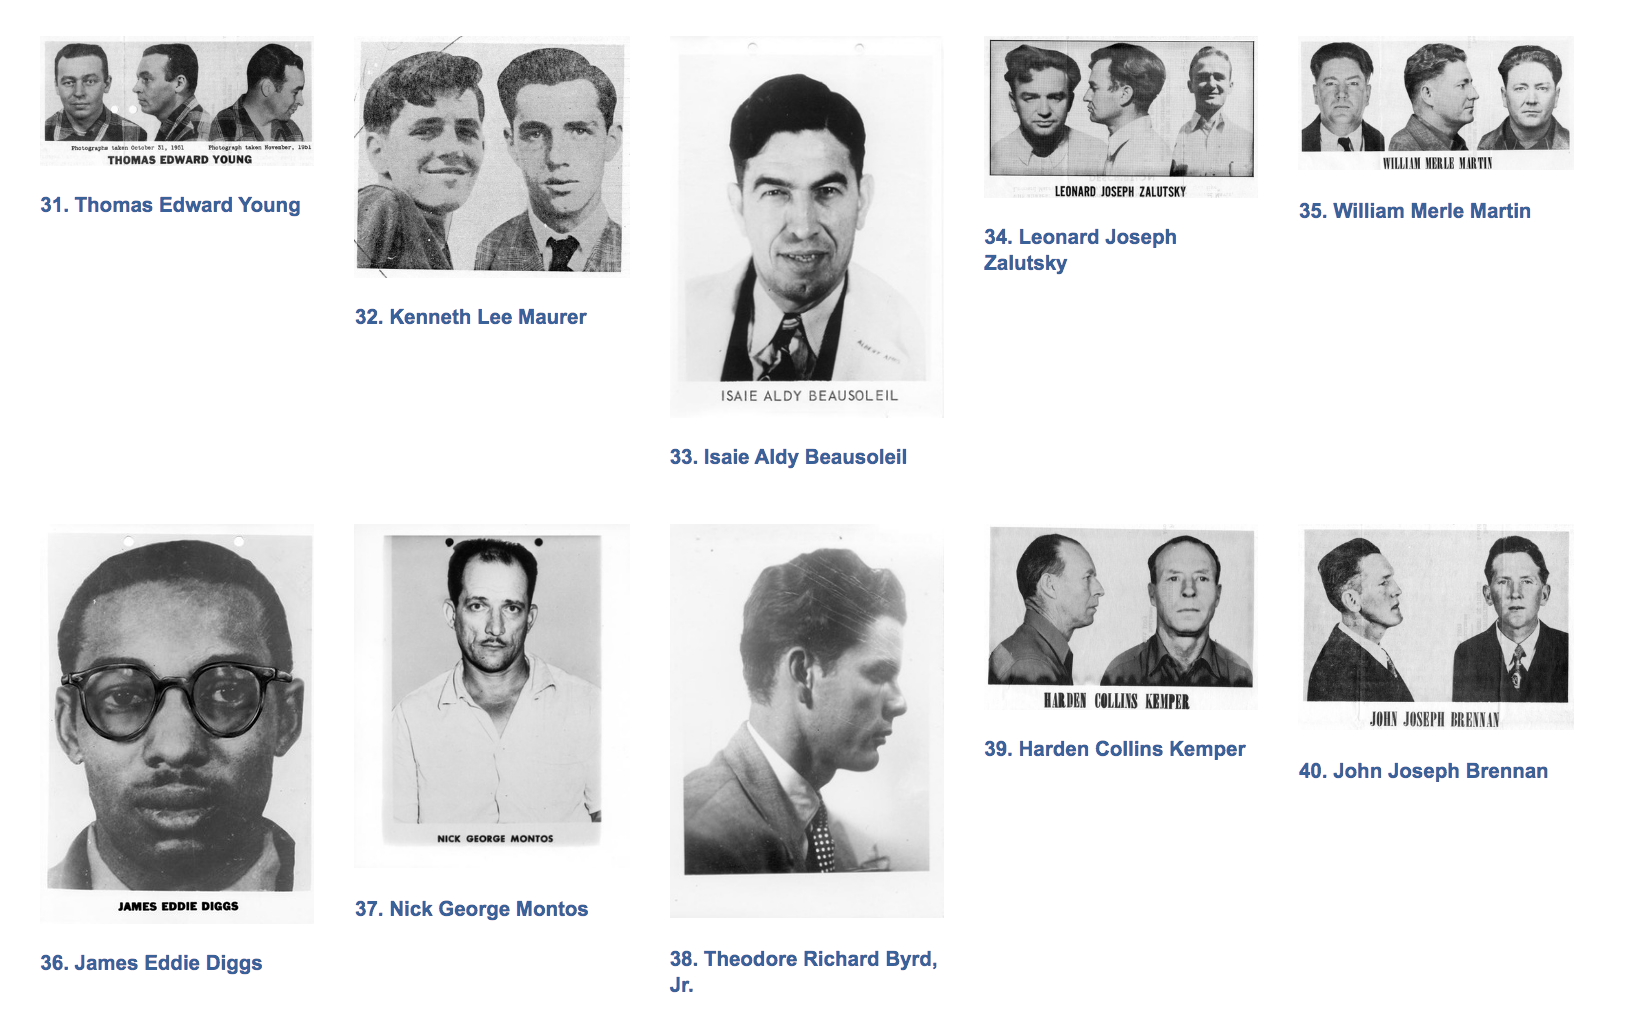 Photographs taken October 31, 1951
Photograph taken November, 1951
THOMAS EDWARD YOUNG
31. Thomas Edward Young
32. Kenneth Lee Maurer
ISAIE ALDY BEAUSOLEIL
33. Isaie Aldy Beausoleil
LEONARD JOSEPH ZALUTSKY
34. Leonard Joseph
Zalutsky
WILLIAM MERLE MARTIN
35. William Merle Martin
JAMES EDDIE DIGGS
36. James Eddie Diggs
NICK GEORGE MONTOS
37. Nick George Montos
38. Theodore Richard Byrd,
Jr.
HARDEN COLLINS KEMPER
39. Harden Collins Kemper
JOHN JOSEPH BRENNAN
40. John Joseph Brennan